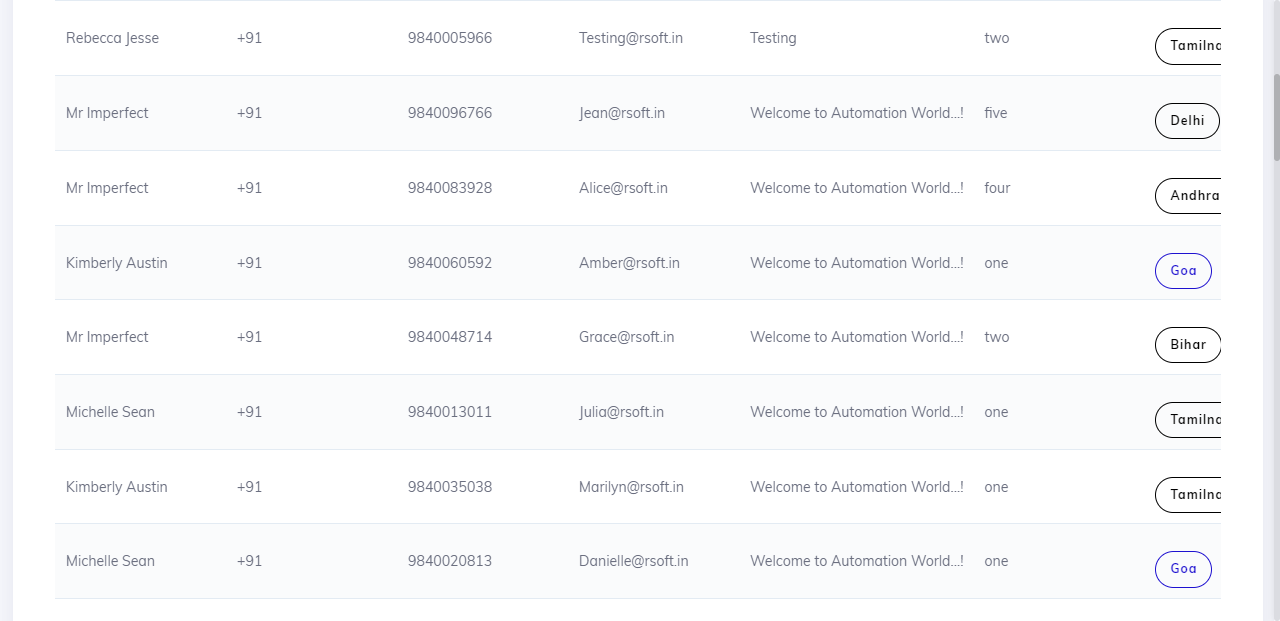 Rebecca Jesse +91 9840005966 Testing@rsoft.in Testing two
Mr Imperfect +91 9840096766 Jean@rsoft.in Welcome to Automation World...! five Delhi
Mr Imperfect +91 9840083928 Alice@rsoft.in Welcome to Automation World...! four Andhra
Kimberly Austin +91 9840060592 Amber@rsoft.in Welcome to Automation World...! one Goa
Mr Imperfect +91 9840048714 Grace@rsoft.in Welcome to Automation World...! two Bihar
Michelle Sean +91 9840013011 Julia@rsoft.in Welcome to Automation World...! one
Kimberly Austin +91 9840035038 Marilyn@rsoft.in Welcome to Automation World...! one
Michelle Sean +91 9840020813 Danielle@rsoft.in Welcome to Automation World...! one Goa